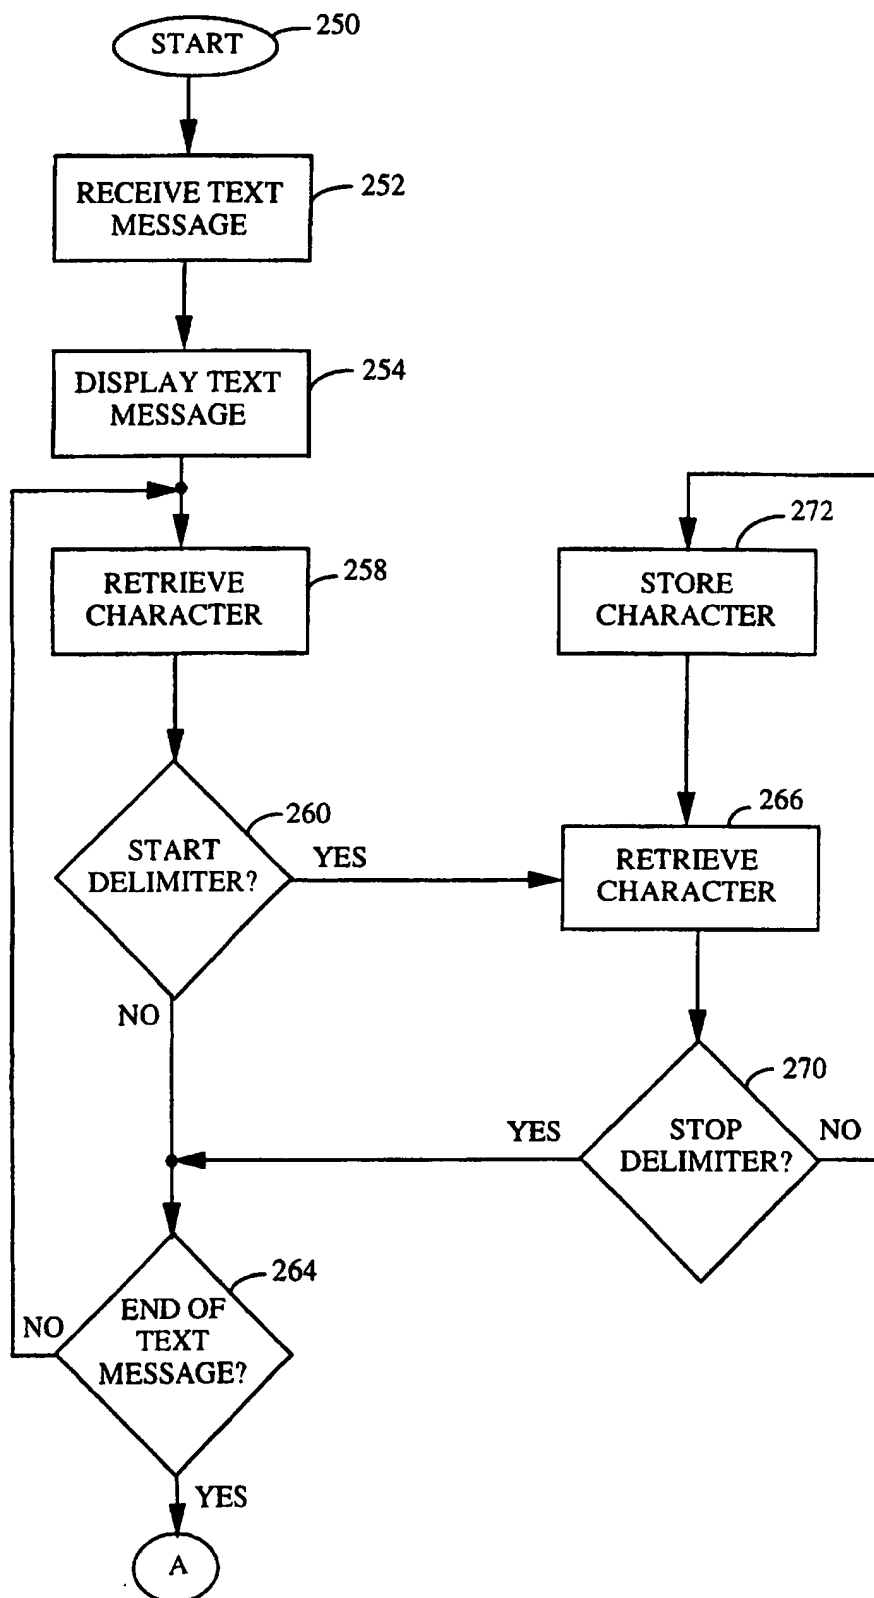 START
250
RECEIVE TEXT
MESSAGE
252
DISPLAY TEXT
MESSAGE
254
RETRIEVE
CHARACTER
258
272
STORE
CHARACTER
START
DELIMITER?
260
YES
NO
266
RETRIEVE
CHARACTER
270
STOP
DELIMITER?
YES
NO
264
END OF
TEXT
MESSAGE?
NO
YES
A